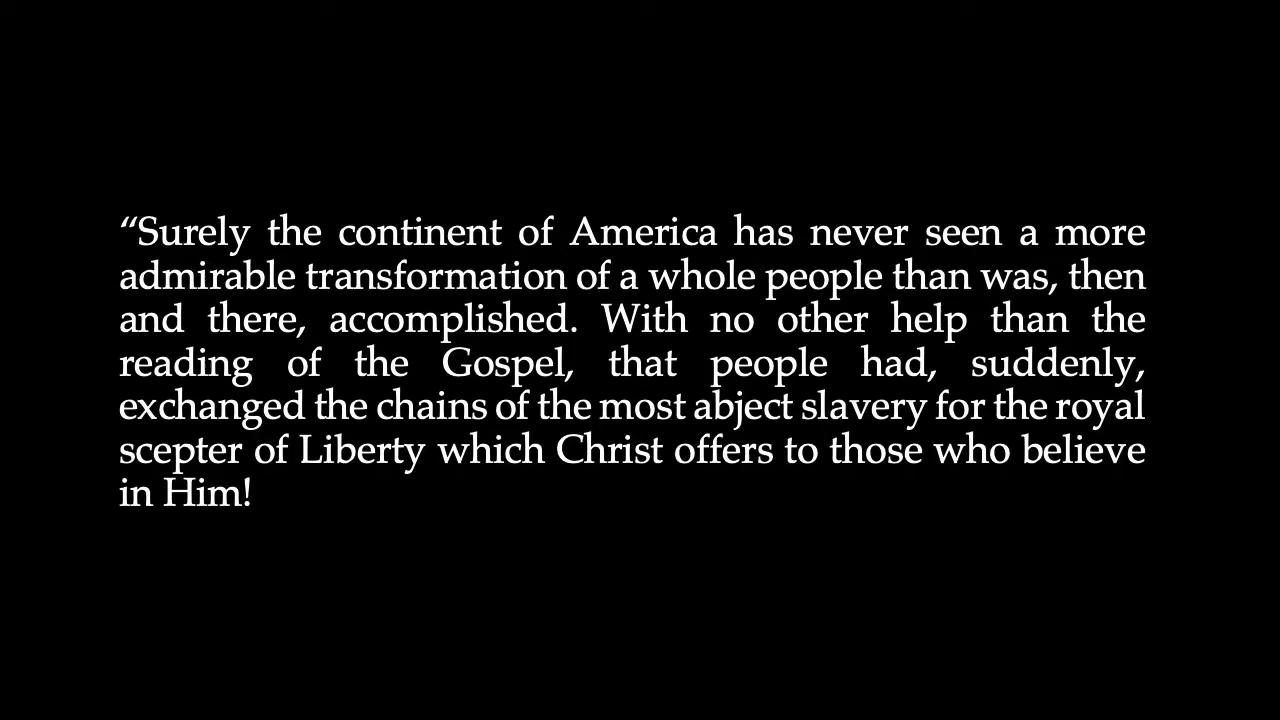 “Surely the continent of America has never seen a more
admirable transformation of a whole people than was, then
and there, accomplished. With no other help than the
reading of the Gospel, that people had, suddenly,
exchanged the chains of the most abject slavery for the royal
scepter of Liberty which Christ offers to those who believe
in Him!